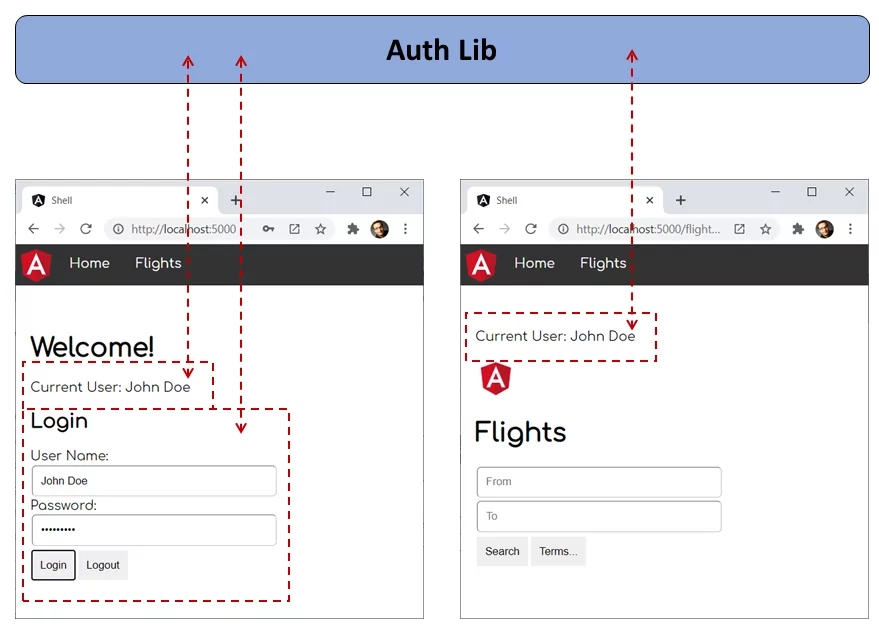 Auth Lib
Shell
http://localhost:5000
Home Flights
Welcome!
Current User: John Doe
Login
User Name:
John Doe
Password:
•••••••••
Login Logout
Shell
http://localhost:5000/flight...
Home Flights
Current User: John Doe
Flights
From
To
Search Terms...